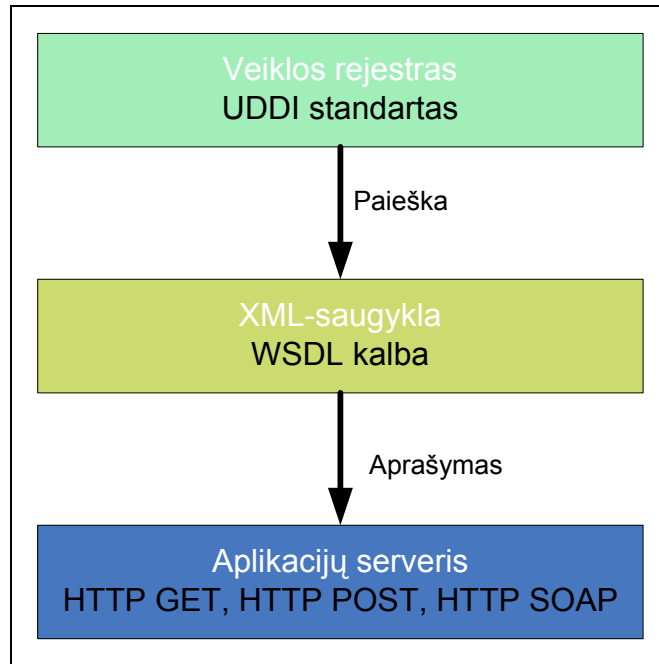 Veiklos rejestras
UDDI standartas
Paieška
XML-saugykla
WSDL kalba
Aprašymas
Aplikacijų serveris
HTTP GET, HTTP POST, HTTP SOAP